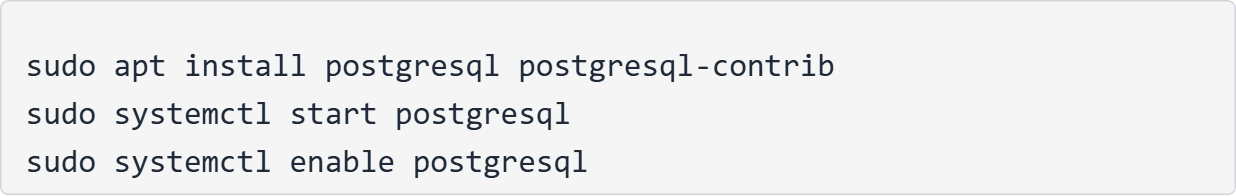 sudo apt install postgresql postgresql-contrib
sudo systemctl start postgresql
sudo systemctl enable postgresql